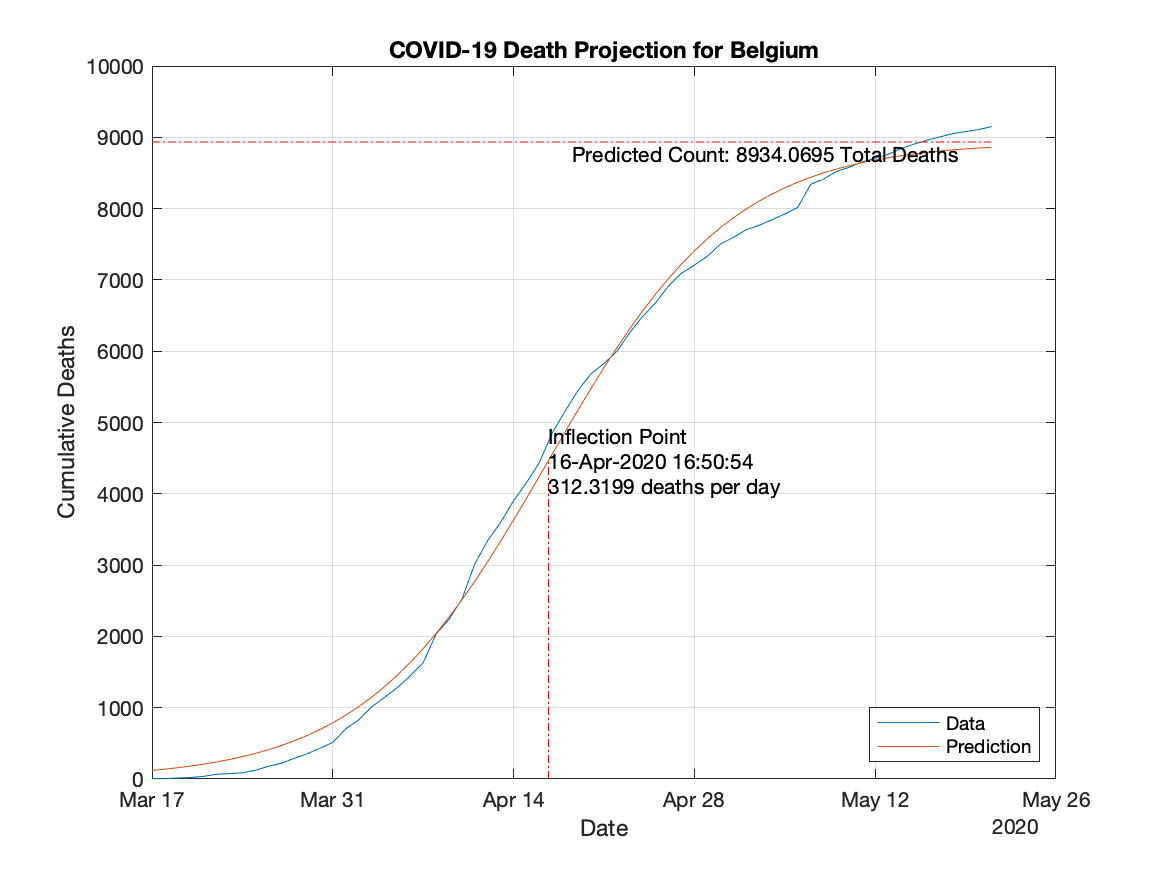 COVID-19 Death Projection for Belgium
10000
9000
Predicted Count: 8934.0695 Total Deaths
8000
7000
6000
5000
Inflection Point
16-Apr-2020 16:50:54
312.3199 deaths per day
4000
3000
2000
1000
0
Cumulative Deaths
Data
Prediction
Mar 17 Mar 31 Apr 14 Apr 28 May 12 May 26
Date
2020